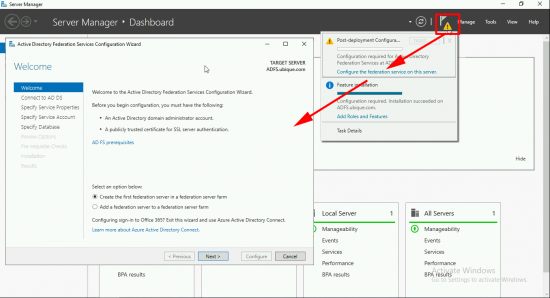 Server Manager
Server Manager • Dashboard
Manage Tools View Help
Active Directory Federation Services Configuration Wizard
Welcome
TARGET SERVER
ADFS.ubique.com
Welcome
Connect to AD DS
Specify Service Properties
Specify Service Account
Specify Database
Review Options
Pre-requisite Checks
Installation
Results
Welcome to the Active Directory Federation Services Configuration Wizard.
Before you begin configuration, you must have the following:
• An Active Directory domain administrator account.
• A publicly trusted certificate for SSL server authentication.
AD FS prerequisites
Select an option below:
Create the first federation server in a federation server farm
Add a federation server to a federation server farm
Configuring sign-in to Office 365? Exit this wizard and use Azure Active Directory Connect.
Learn more about Azure Active Directory Connect.
< Previous
Next >
Configure
Cancel
Post-deployment Configura...
Configuration required for Active Directory
Federation Services at
Configure the federation service on this server.
Feature installation
Configuration required. Installation succeeded on
ADFS.ubique.com.
Add Roles and Features
Task Details
Hide
Local Server 1
Manageability
Events
Services
Performance
BPA results
All Servers 1
Manageability
Events
Services
Performance
BPA results
BPA results
Activate Windows
Go to Settings to activate Windows.